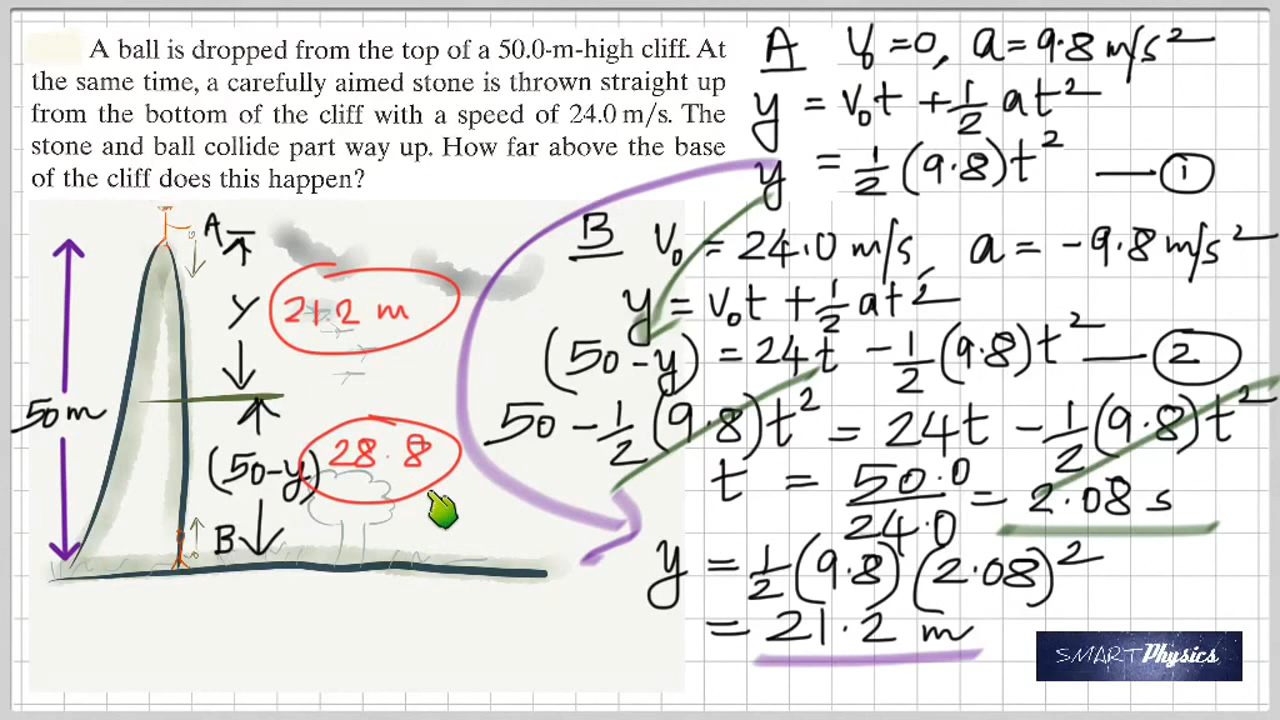 A ball is dropped from the top of a 50.0-m-high cliff. At
the same time, a carefully aimed stone is thrown straight up
from the bottom of the cliff with a speed of 24.0 m/s. The
stone and ball collide part way up. How far above the base
of the cliff does this happen?
A
50m
A
y
21.2 m
(50-y)
28.8
B
V₀ = 0, a = 9.8 m/s²
y = v₀t + 1/2 at²
y = 1/2 (9.8)t² — 1
B V₀ = 24.0 m/s, a = -9.8 m/s²
y = v₀t + 1/2 at²
(50-y) = 24t - 1/2 (9.8)t² — 2
50 - 1/2 (9.8)t² = 24t - 1/2 (9.8)t²
t = 50.0/24.0 = 2.08 s
y = 1/2 (9.8) (2.08)²
= 21.2 m
SMART Physics